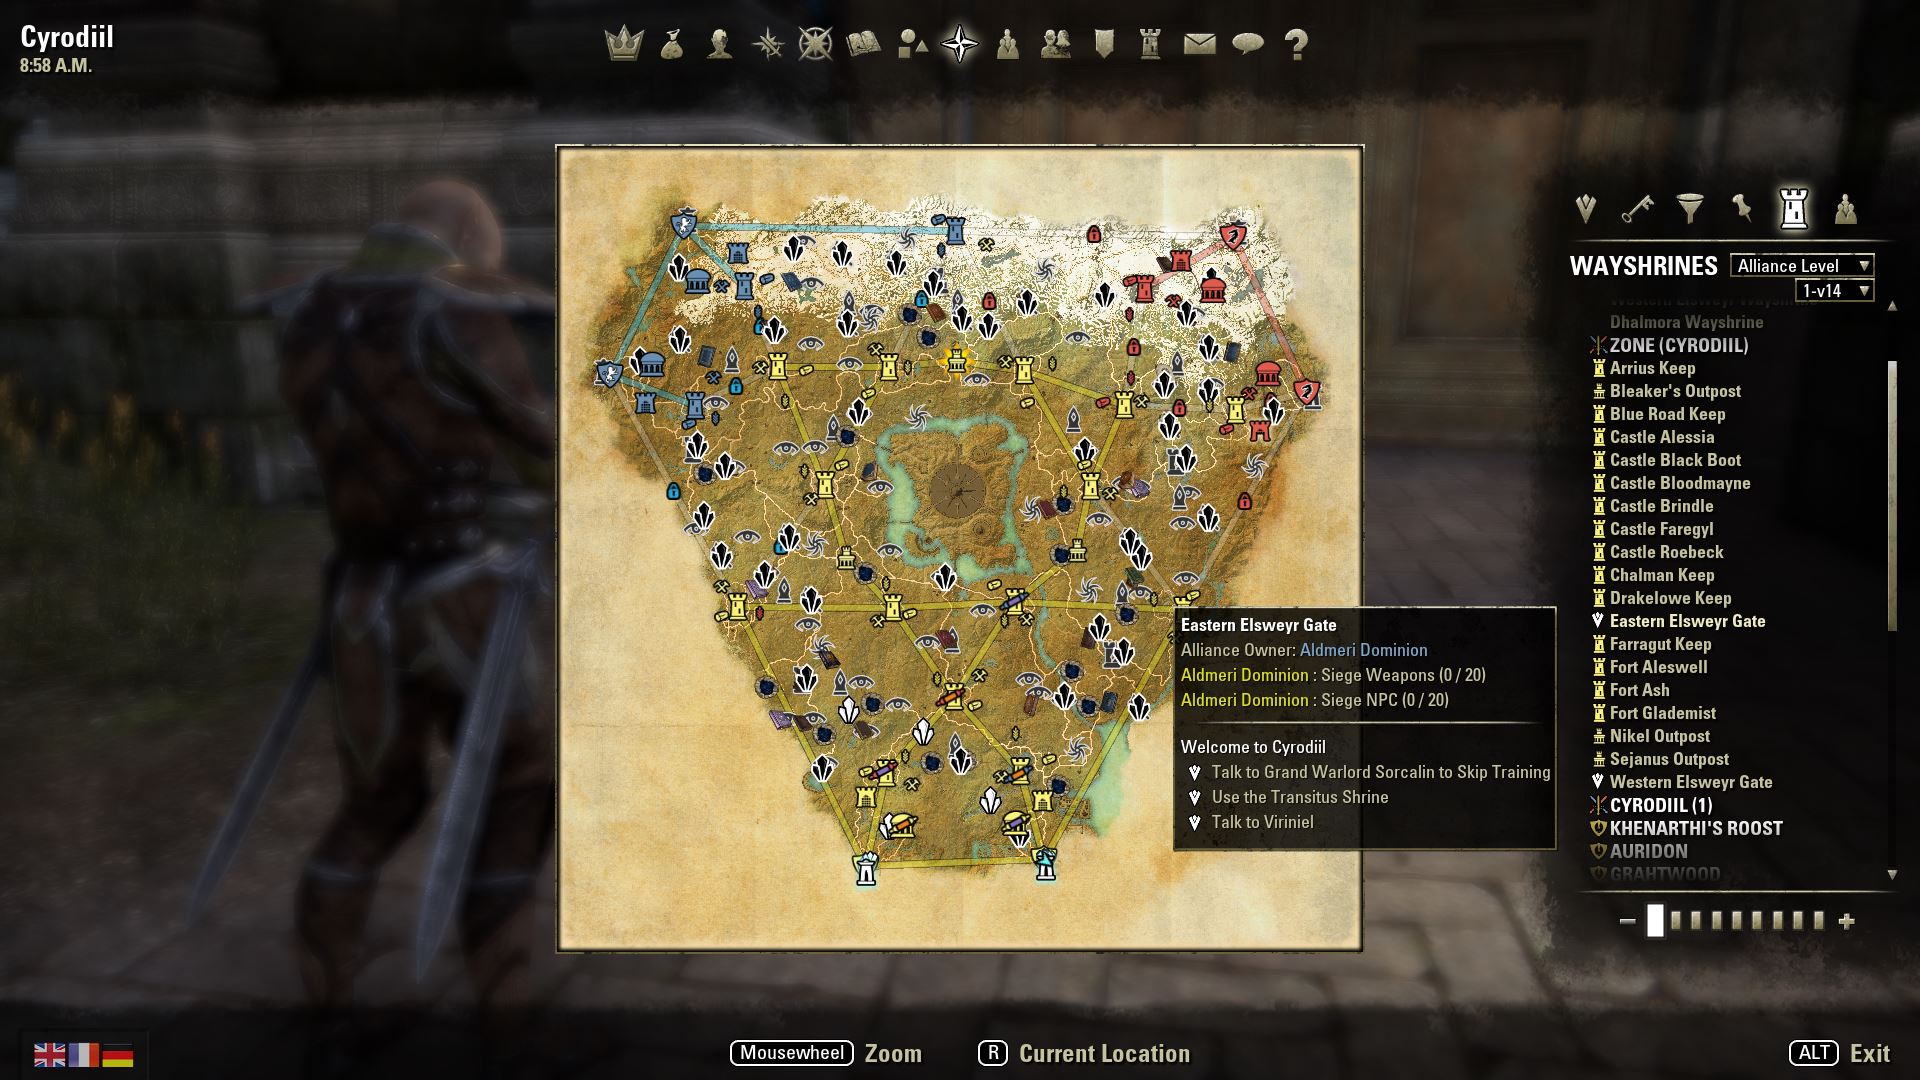 Cyrodiil
8:58 A.M.
WAYSHRINES
Alliance Level
1-v14
Dhalmora Wayshrine
ZONE (CYRODIIL)
Arrius Keep
Bleaker's Outpost
Blue Road Keep
Castle Alessia
Castle Black Boot
Castle Bloodmayne
Castle Brindle
Castle Faregyl
Castle Roebeck
Chalman Keep
Drakelowe Keep
Eastern Elsweyr Gate
Farragut Keep
Fort Aleswell
Fort Ash
Fort Glademist
Nikel Outpost
Sejanus Outpost
Western Elsweyr Gate
CYRODIIL (1)
KHENARTHI'S ROOST
AURIDON
GRAHTWOOD
Eastern Elsweyr Gate
Alliance Owner: Aldmeri Dominion
Aldmeri Dominion : Siege Weapons (0 / 20)
Aldmeri Dominion : Siege NPC (0 / 20)
Welcome to Cyrodiil
Talk to Grand Warlord Sorcalin to Skip Training
Use the Transitus Shrine
Talk to Viriniel
Mousewheel Zoom
R Current Location
ALT Exit